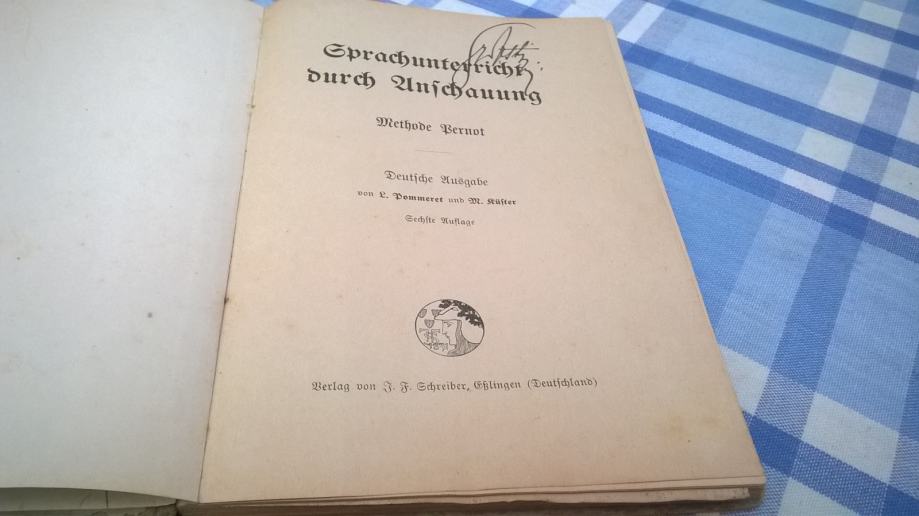 Sprachunterricht
durch Anschauung
Methode Pernot
Deutsche Ausgabe
von L. Pommeret und M. Küster
Sechste Auflage
Verlag von J. F. Schreiber, Eßlingen (Deutschland)